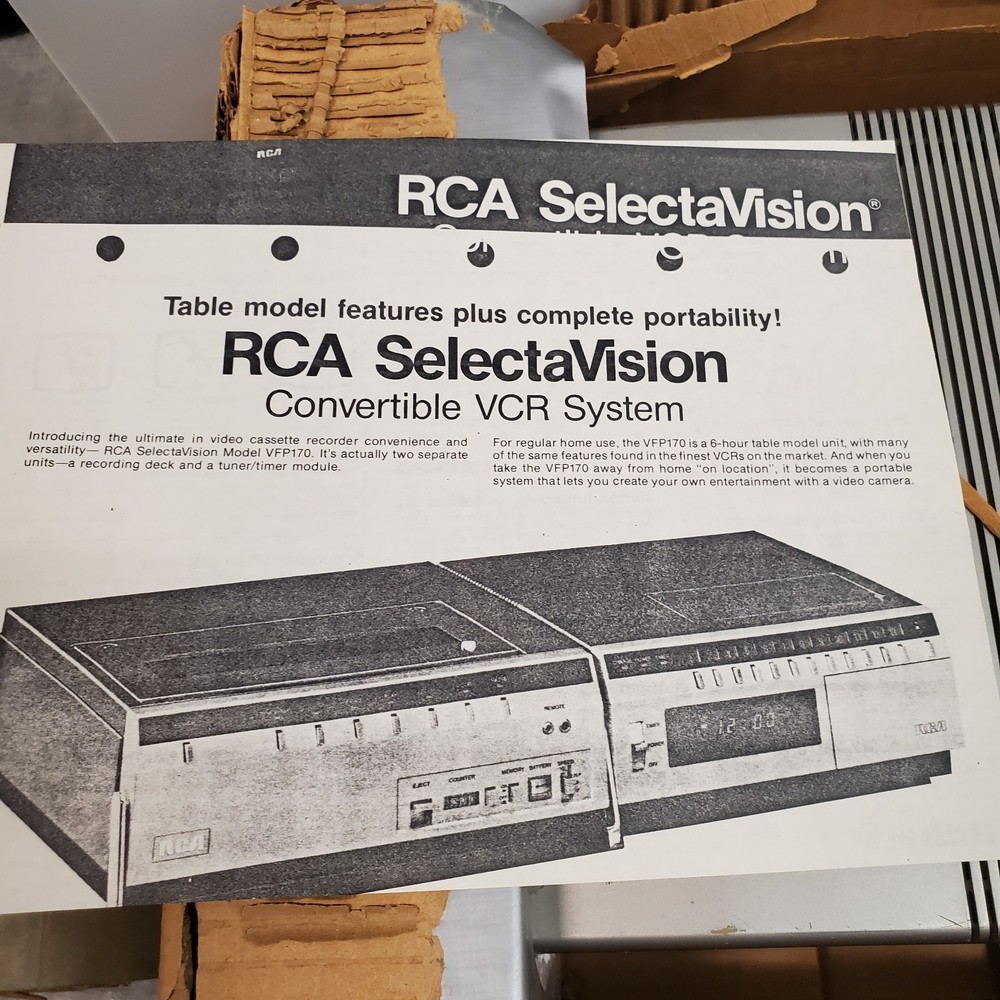 RCA
RCA SelectaVision®
Table model features plus complete portability!
RCA SelectaVision
Convertible VCR System
Introducing the ultimate in video cassette recorder convenience and
versatility— RCA SelectaVision Model VFP170. It's actually two separate
units—a recording deck and a tuner/timer module.
For regular home use, the VFP170 is a 6-hour table model unit, with many
of the same features found in the finest VCRs on the market. And when you
take the VFP170 away from home "on location", it becomes a portable
system that lets you create your own entertainment with a video camera.
REMOTE
TIMER
POWER
OFF
12:00
RCA
EJECT COUNTER MEMORY BATTERY SPEED
RCA